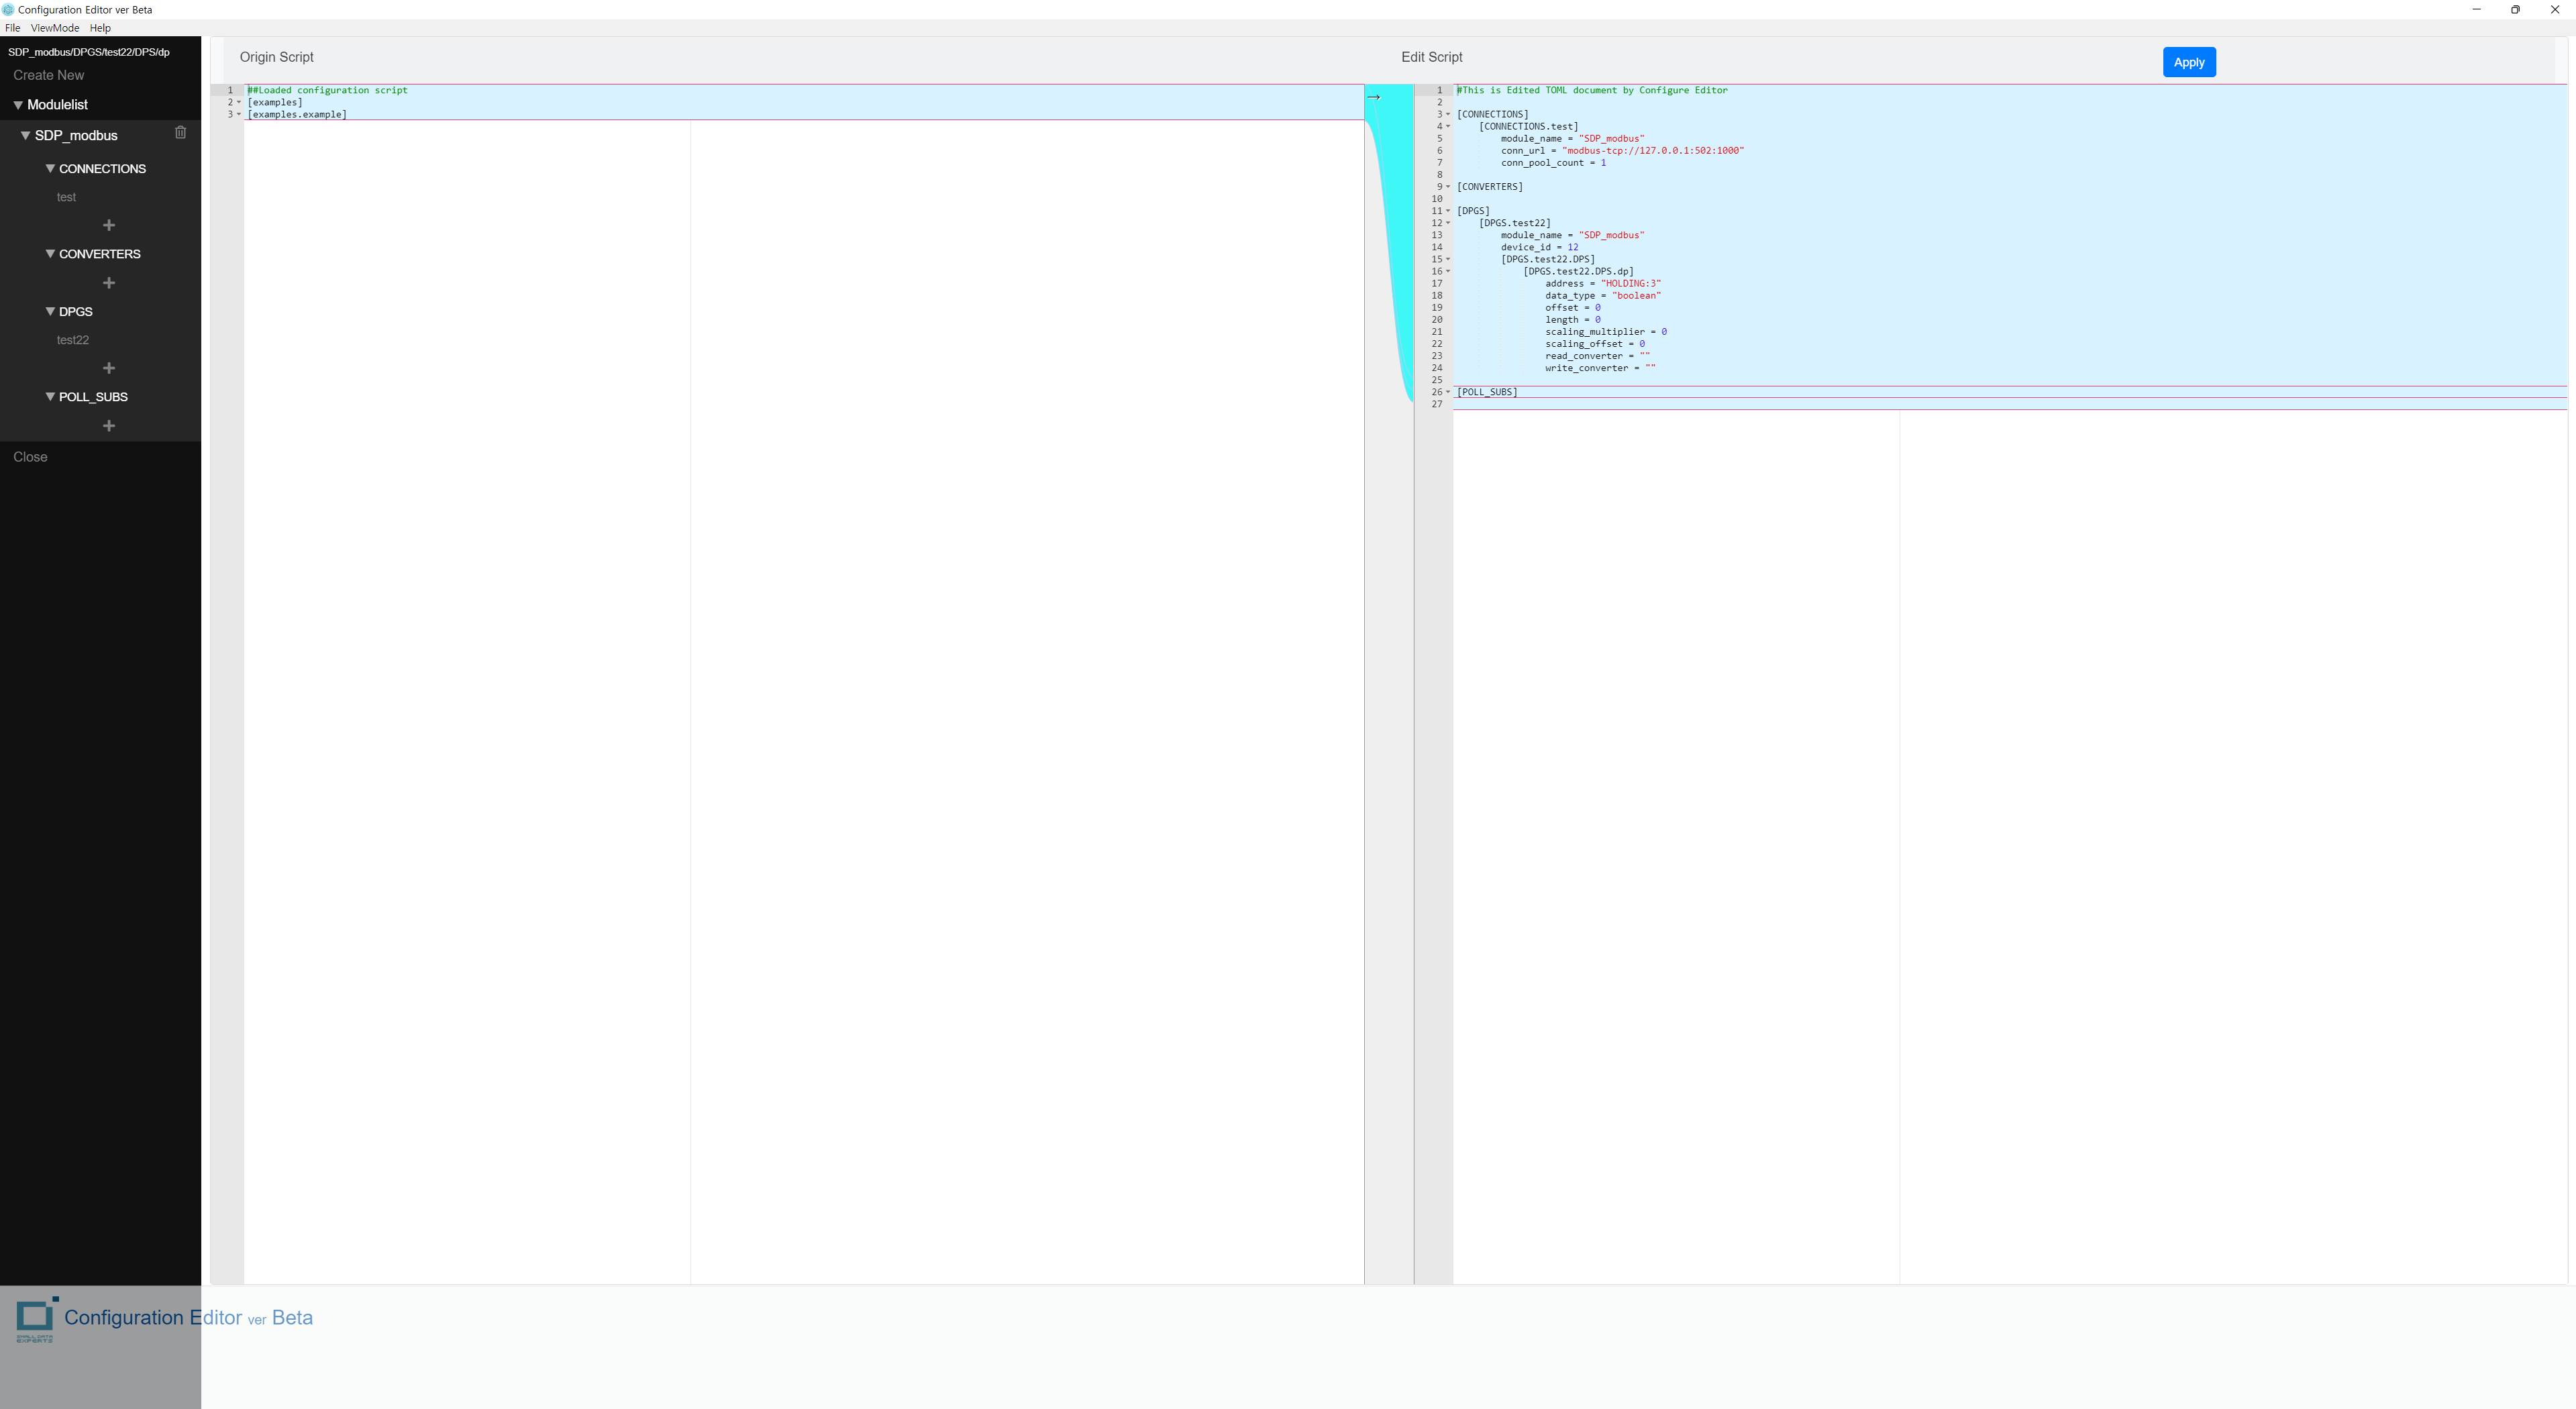 Configuration Editor ver Beta
File ViewMode Help
SDP_modbus/DPGS/test22/DPS/dp
Create New
Modulelist
SDP_modbus
CONNECTIONS
test
+
CONVERTERS
+
DPGS
test22
+
POLL_SUBS
+
Close
Origin Script
1 ##Loaded configuration script
2 [examples]
3 [examples.example]
→
Edit Script
Apply
1 #This is Edited TOML document by Configure Editor
2
3 [CONNECTIONS]
4 [CONNECTIONS.test]
5 module_name = "SDP_modbus"
6 conn_url = "modbus-tcp://127.0.0.1:502:1000"
7 conn_pool_count = 1
8
9 [CONVERTERS]
10
11 [DPGS]
12 [DPGS.test22]
13 module_name = "SDP_modbus"
14 device_id = 12
15 [DPGS.test22.DPS]
16 [DPGS.test22.DPS.dp]
17 address = "HOLDING:3"
18 data_type = "boolean"
19 offset = 0
20 length = 0
21 scaling_multiplier = 0
22 scaling_offset = 0
23 read_converter = ""
24 write_converter = ""
25
26 [POLL_SUBS]
27
SMALL DATA
EXPERTS
Configuration Editor ver Beta